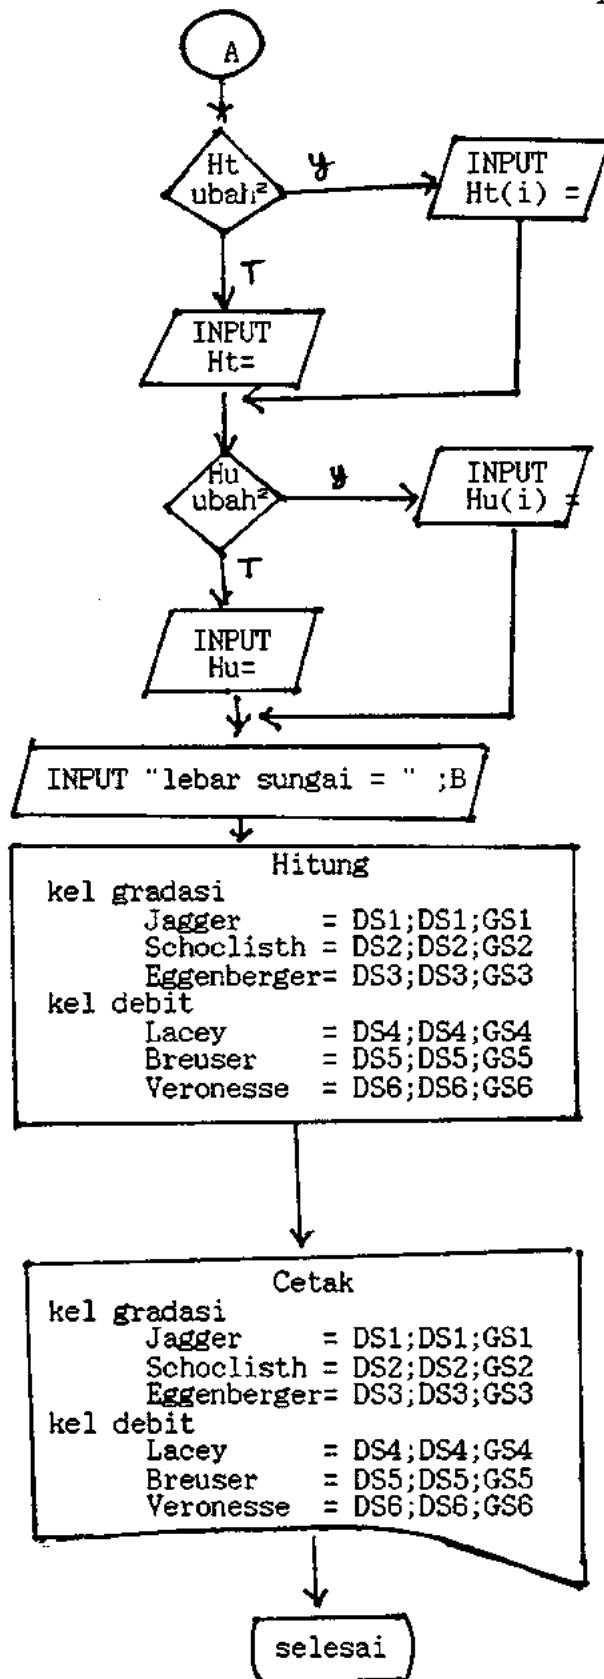 A
Ht
ubah²
y
INPUT
Ht(i) =
T
INPUT
Ht=
Hu
ubah²
y
INPUT
Hu(i) =
T
INPUT
Hu=
INPUT "lebar sungai = " ;B
Hitung
kel gradasi
Jagger = DS1;DS1;GS1
Schoclisth = DS2;DS2;GS2
Eggenberger= DS3;DS3;GS3
kel debit
Lacey = DS4;DS4;GS4
Breuser = DS5;DS5;GS5
Veronesse = DS6;DS6;GS6
Cetak
kel gradasi
Jagger = DS1;DS1;GS1
Schoclisth = DS2;DS2;GS2
Eggenberger= DS3;DS3;GS3
kel debit
Lacey = DS4;DS4;GS4
Breuser = DS5;DS5;GS5
Veronesse = DS6;DS6;GS6
selesai